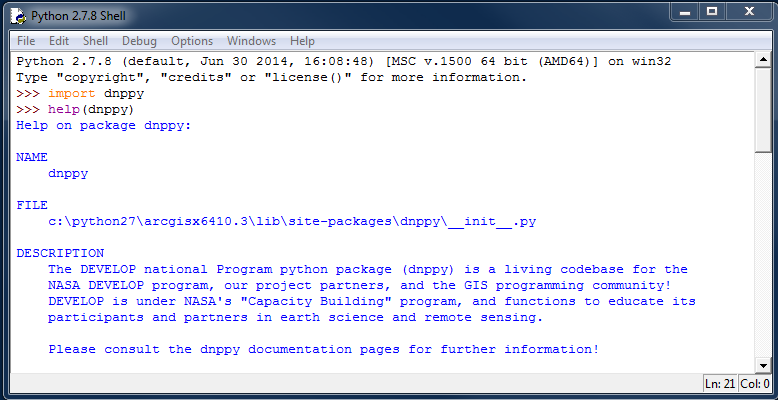 Python 2.7.8 Shell
File Edit Shell Debug Options Windows Help
Python 2.7.8 (default, Jun 30 2014, 16:08:48) [MSC v.1500 64 bit (AMD64)] on win32
Type "copyright", "credits" or "license()" for more information.
>>> import dnppy
>>> help(dnppy)
Help on package dnppy:
NAME
dnppy
FILE
c:\python27\arcgisx6410.3\lib\site-packages\dnppy\__init__.py
DESCRIPTION
The DEVELOP national Program python package (dnppy) is a living codebase for the
NASA DEVELOP program, our project partners, and the GIS programming community!
DEVELOP is under NASA's "Capacity Building" program, and functions to educate its
participants and partners in earth science and remote sensing.
Please consult the dnppy documentation pages for further information!
Ln: 21 Col: 0